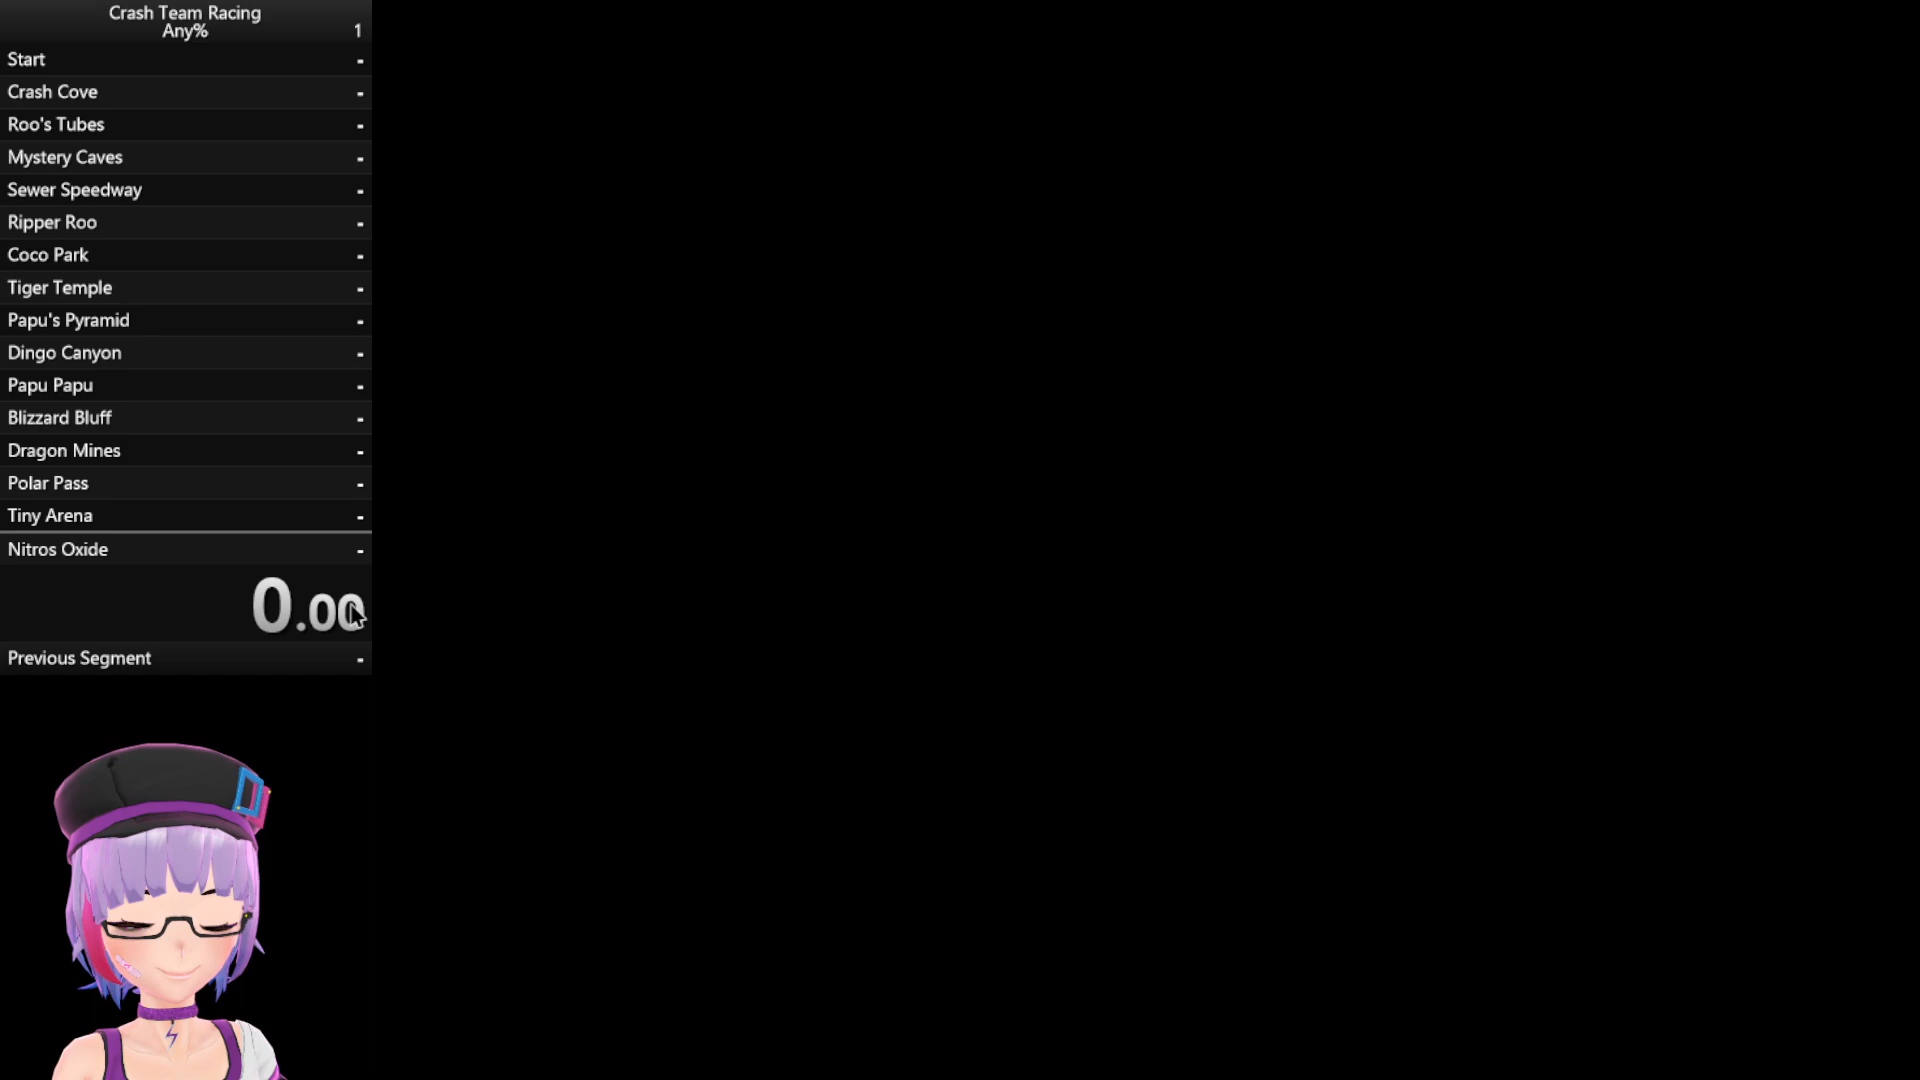 Crash Team Racing
Any% 1
Start -
Crash Cove -
Roo's Tubes -
Mystery Caves -
Sewer Speedway -
Ripper Roo -
Coco Park -
Tiger Temple -
Papu's Pyramid -
Dingo Canyon -
Papu Papu -
Blizzard Bluff -
Dragon Mines -
Polar Pass -
Tiny Arena -
Nitros Oxide -
0.00
Previous Segment -